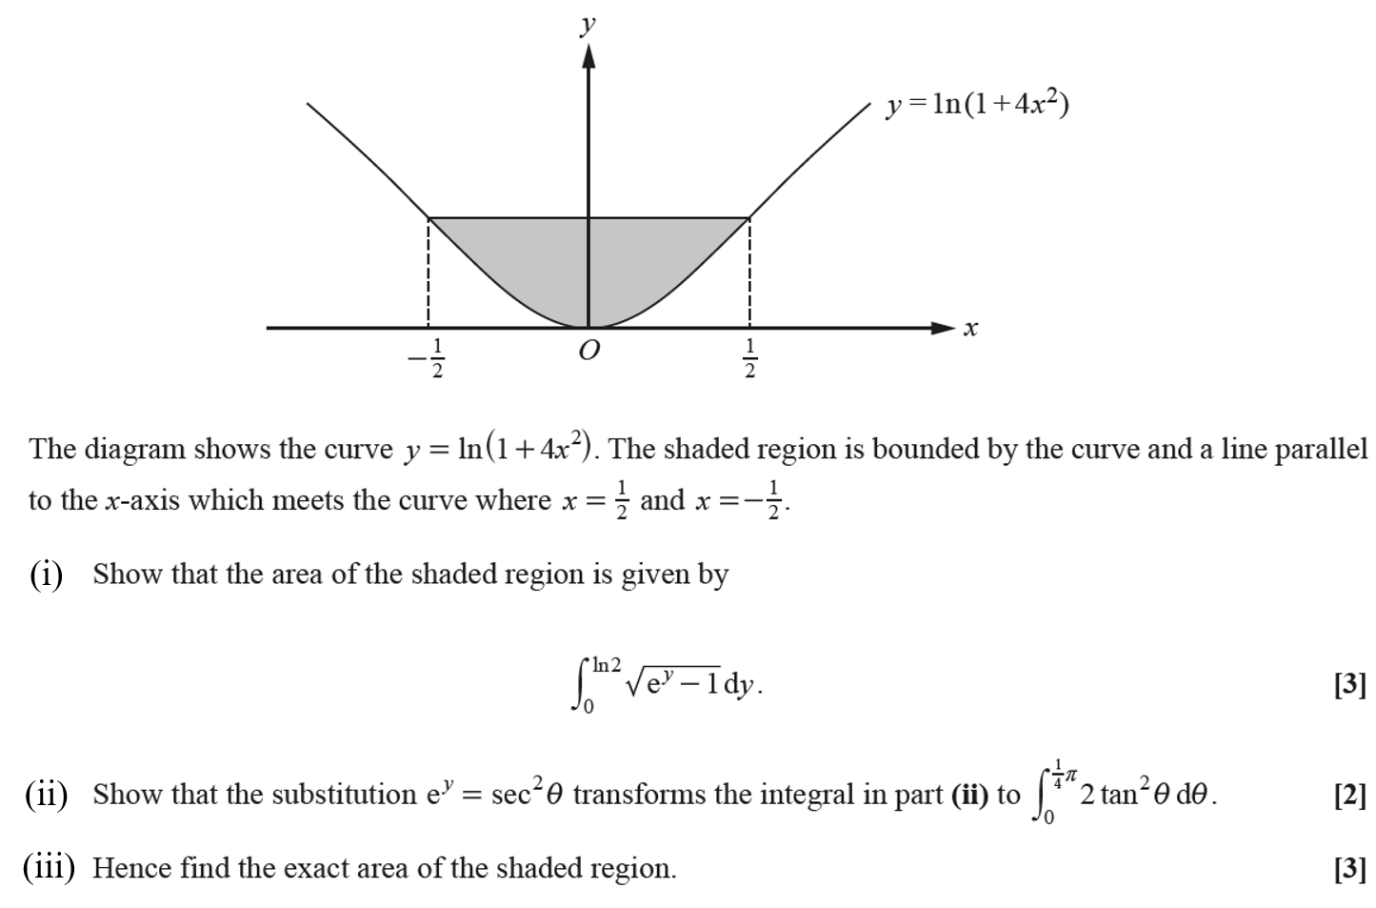 y
y = ln(1+4x²)
x
−1/2
O
1/2
The diagram shows the curve y = ln(1 + 4x²). The shaded region is bounded by the curve and a line parallel
to the x-axis which meets the curve where x = 1/2 and x = −1/2.
(i) Show that the area of the shaded region is given by
∫₀^{ln2} √(e^y − 1) dy. [3]
(ii) Show that the substitution e^y = sec²θ transforms the integral in part (ii) to ∫₀^{¼π} 2 tan²θ dθ. [2]
(iii) Hence find the exact area of the shaded region. [3]